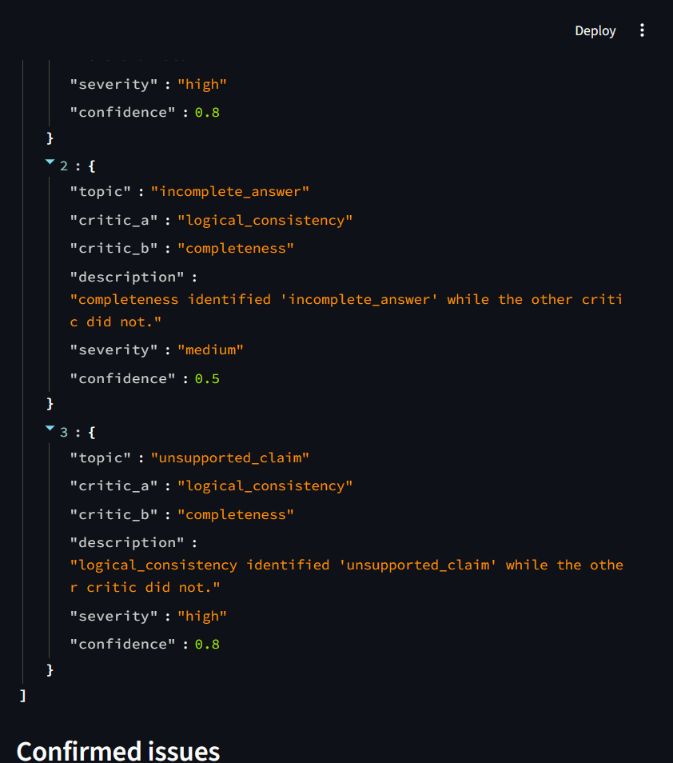 Deploy
"severity" : "high"
"confidence" : 0.8
}
2 : {
"topic" : "incomplete_answer"
"critic_a" : "logical_consistency"
"critic_b" : "completeness"
"description" :
"completeness identified 'incomplete_answer' while the other criti
c did not."
"severity" : "medium"
"confidence" : 0.5
}
3 : {
"topic" : "unsupported_claim"
"critic_a" : "logical_consistency"
"critic_b" : "completeness"
"description" :
"logical_consistency identified 'unsupported_claim' while the othe
r critic did not."
"severity" : "high"
"confidence" : 0.8
}
]
Confirmed issues